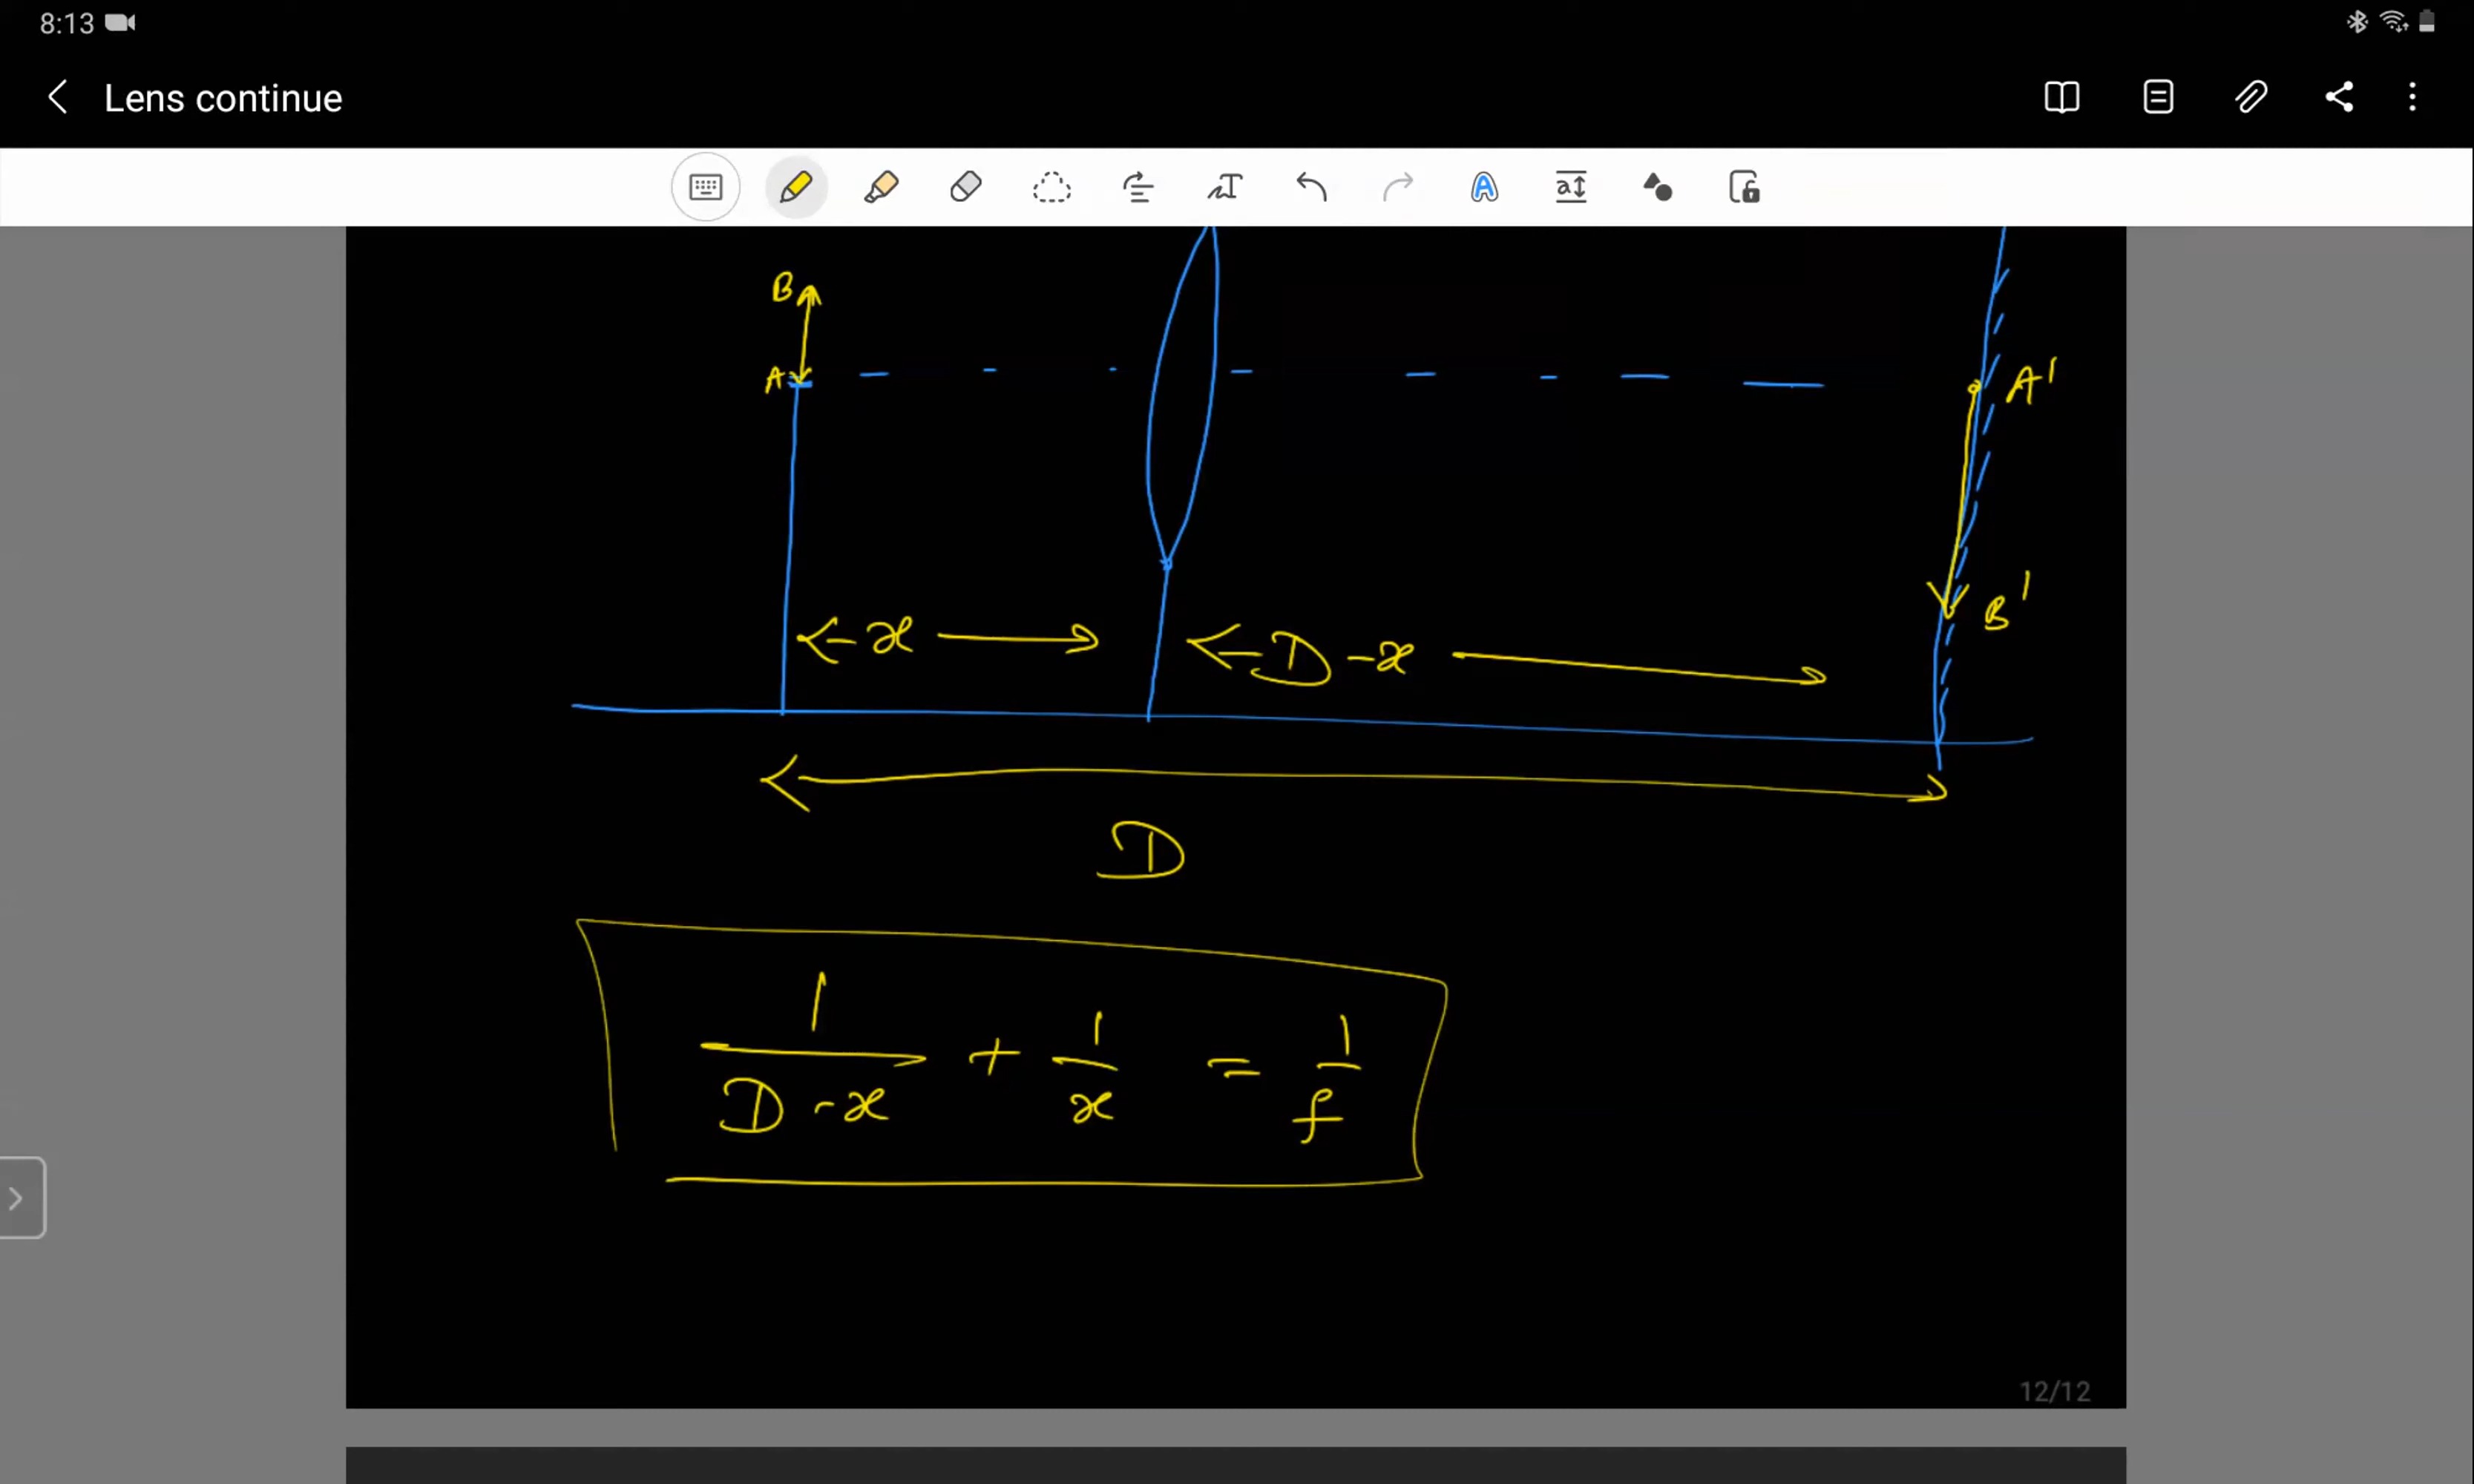 8:13
Lens continue
B
A
A'
B'
x
D-x
D
1/(D-x) + 1/x = 1/f
12/12